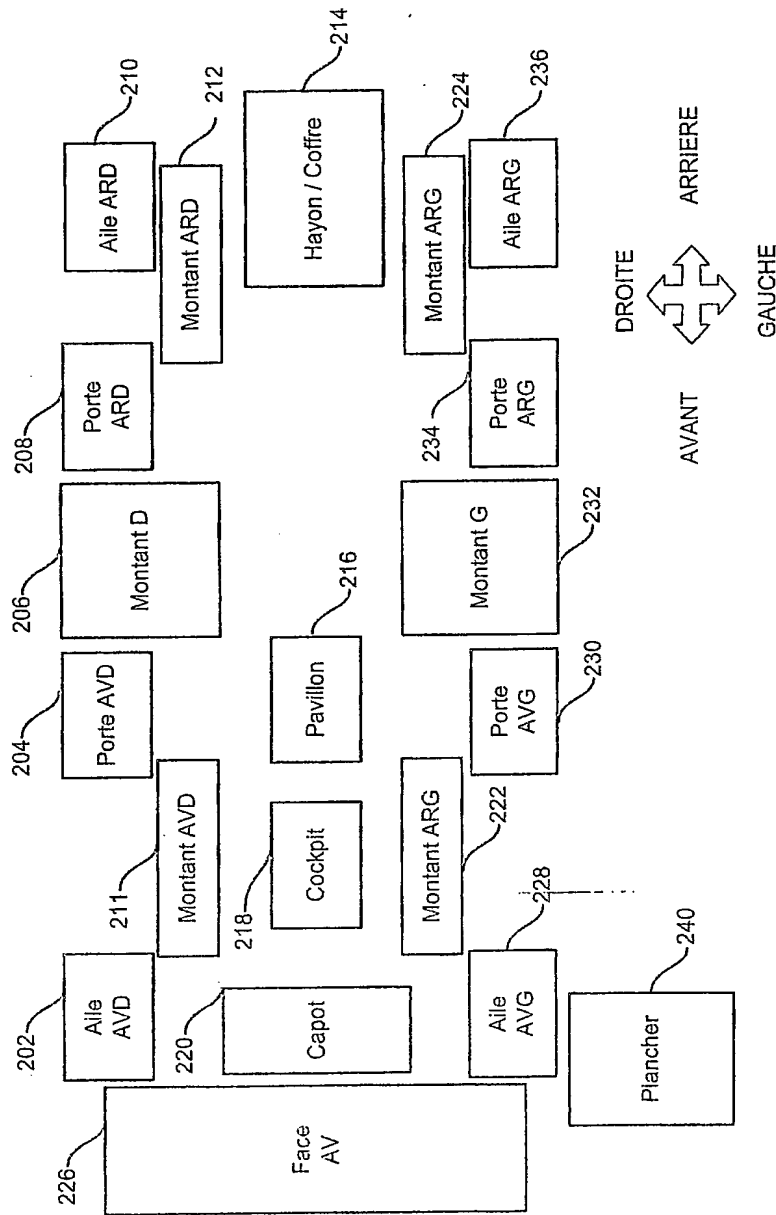 202
Aile
AVD
204
Porte AVD
206
Montant D
208
Porte
ARD
210
Aile ARD
211
Montant AVD
212
Montant ARD
226
Face
AV
220
Capot
218
Cockpit
216
Pavillon
214
Hayon / Coffre
222
Montant ARG
224
Montant ARG
228
Aile
AVG
230
Porte
AVG
232
Montant G
234
Porte
ARG
236
Aile ARG
240
Plancher
DROITE
AVANT
ARRIERE
GAUCHE